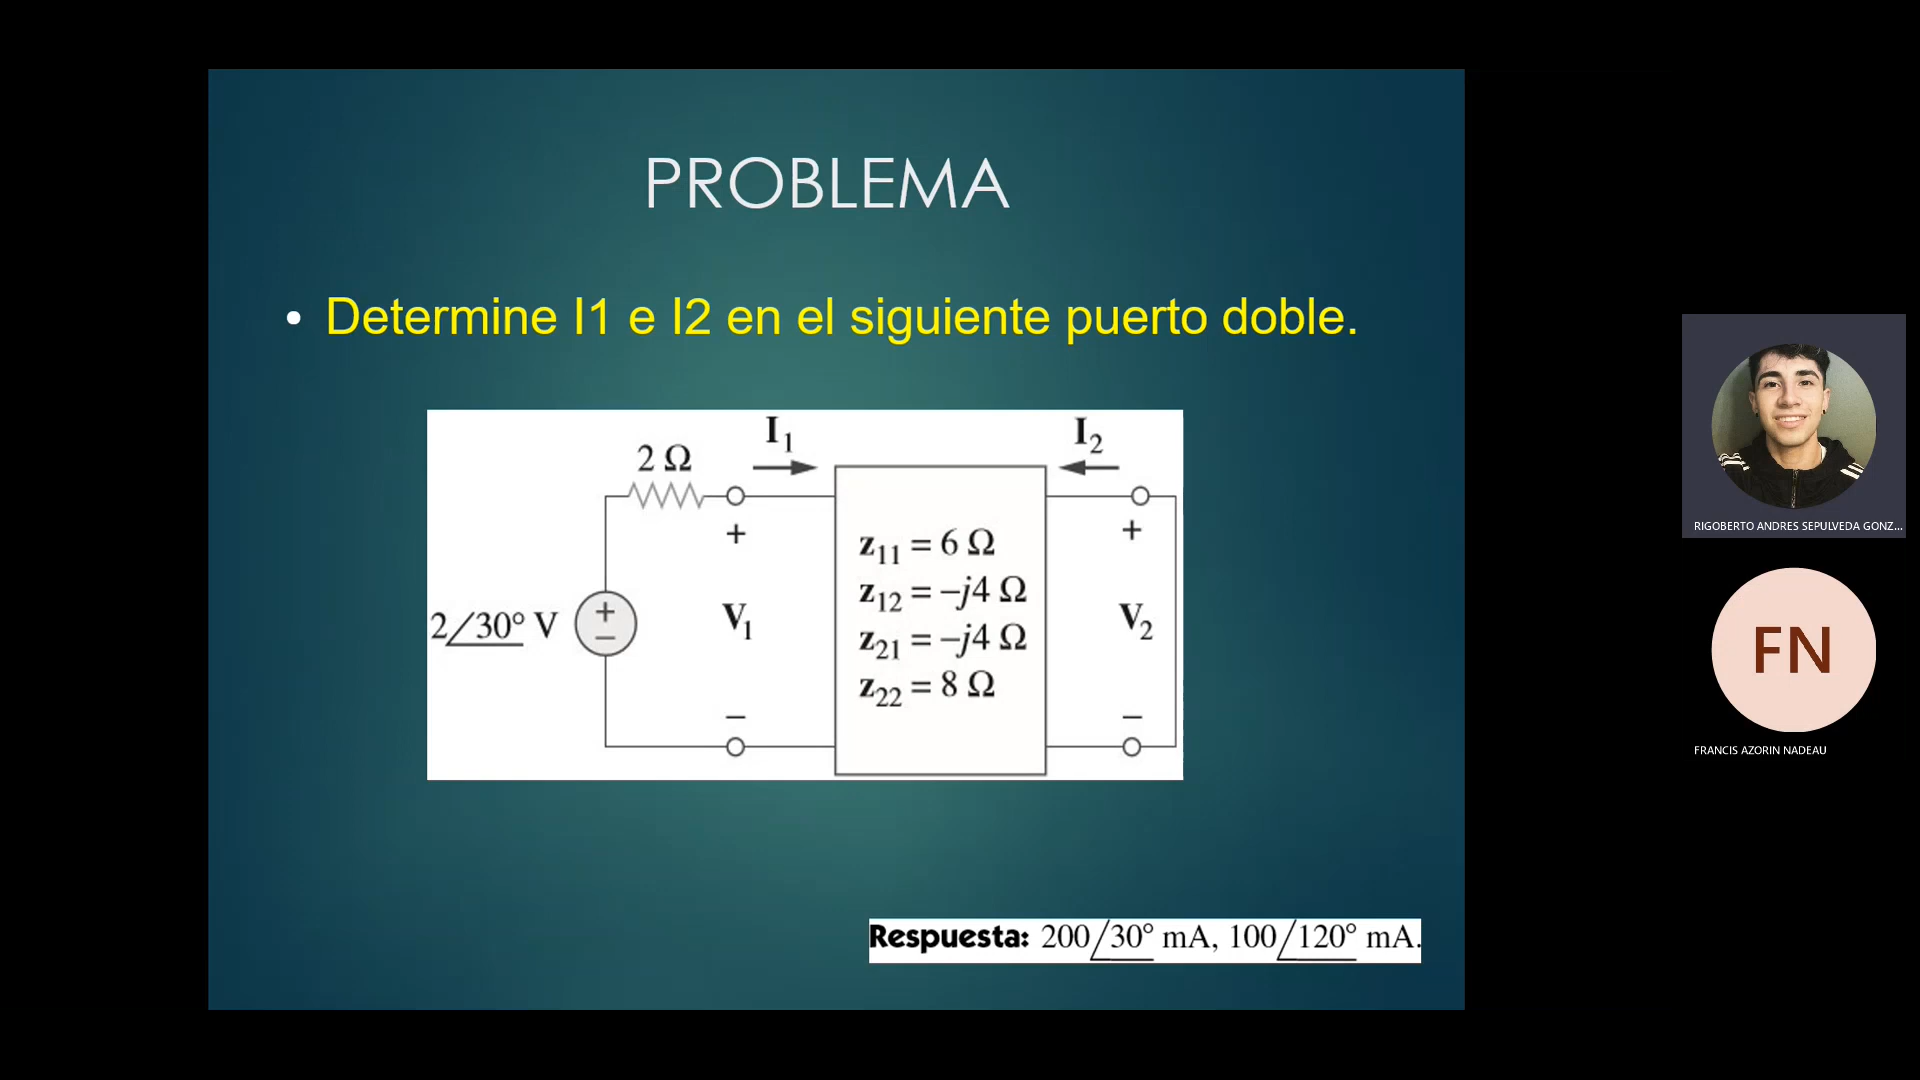 PROBLEMA
• Determine I1 e I2 en el siguiente puerto doble.
2 Ω
I1
I2
+
+
z11 = 6 Ω
z12 = −j4 Ω
z21 = −j4 Ω
z22 = 8 Ω
2/30° V
+
−
V1
V2
−
−
Respuesta: 200/30° mA, 100/120° mA.
RIGOBERTO ANDRES SEPULVEDA GONZ...
FN
FRANCIS AZORIN NADEAU